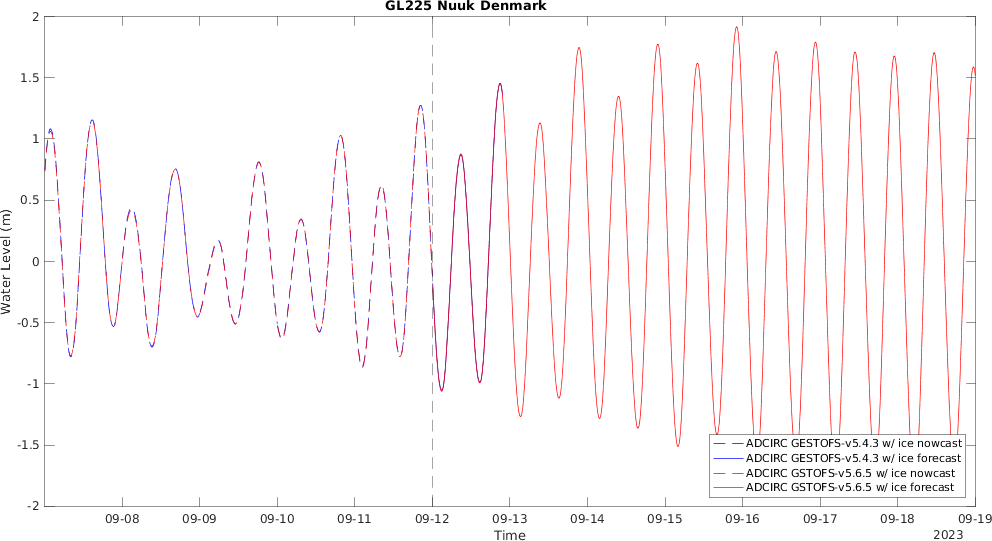 GL225 Nuuk Denmark
2
1.5
1
0.5
0
-0.5
-1
-1.5
-2
Water Level (m)
ADCIRC GESTOFS-v5.4.3 w/ ice nowcast
ADCIRC GESTOFS-v5.4.3 w/ ice forecast
ADCIRC GSTOFS-v5.6.5 w/ ice nowcast
ADCIRC GSTOFS-v5.6.5 w/ ice forecast
09-08 09-09 09-10 09-11 09-12 09-13 09-14 09-15 09-16 09-17 09-18 09-19
Time
2023